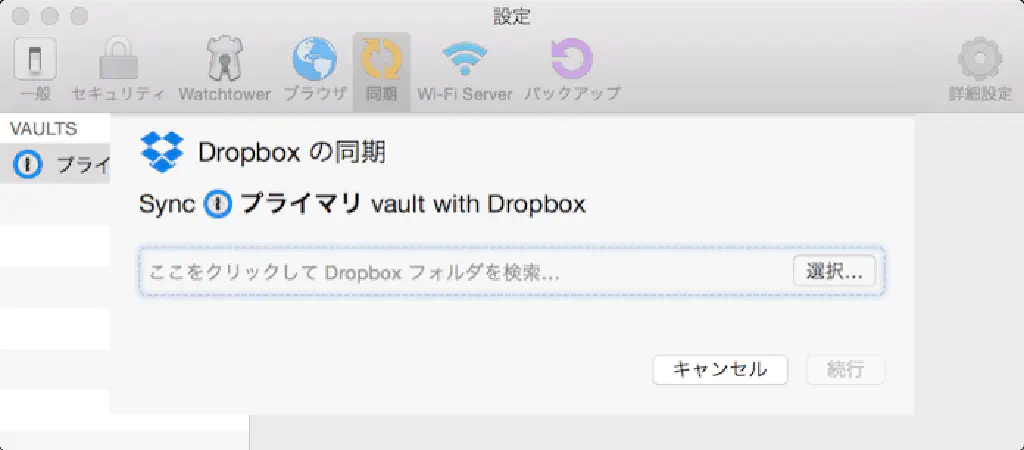 設定
一般 セキュリティ Watchtower ブラウザ 同期 Wi-Fi Server バックアップ 詳細設定
VAULTS
プライ
Dropbox の同期
Sync プライマリ vault with Dropbox
ここをクリックして Dropbox フォルダを検索... 選択...
キャンセル 続行